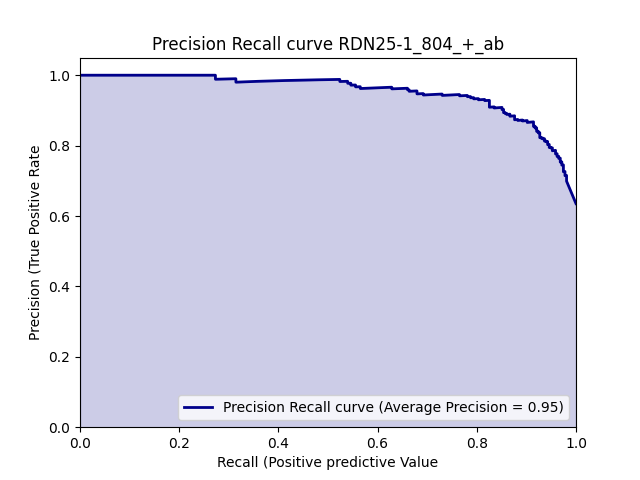 Precision Recall curve RDN25-1_804_+_ab
Precision (True Positive Rate
1.0
0.8
0.6
0.4
0.2
0.0
Precision Recall curve (Average Precision = 0.95)
0.0 0.2 0.4 0.6 0.8 1.0
Recall (Positive predictive Value